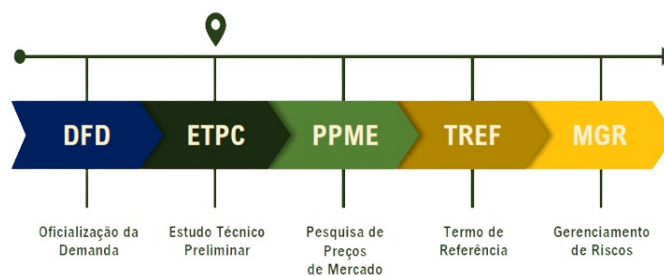 DFD
ETPC
PPME
TREF
MGR
Oficialização da
Demanda
Estudo Técnico
Preliminar
Pesquisa de
Preços
de Mercado
Termo de
Referência
Gerenciamento
de Riscos